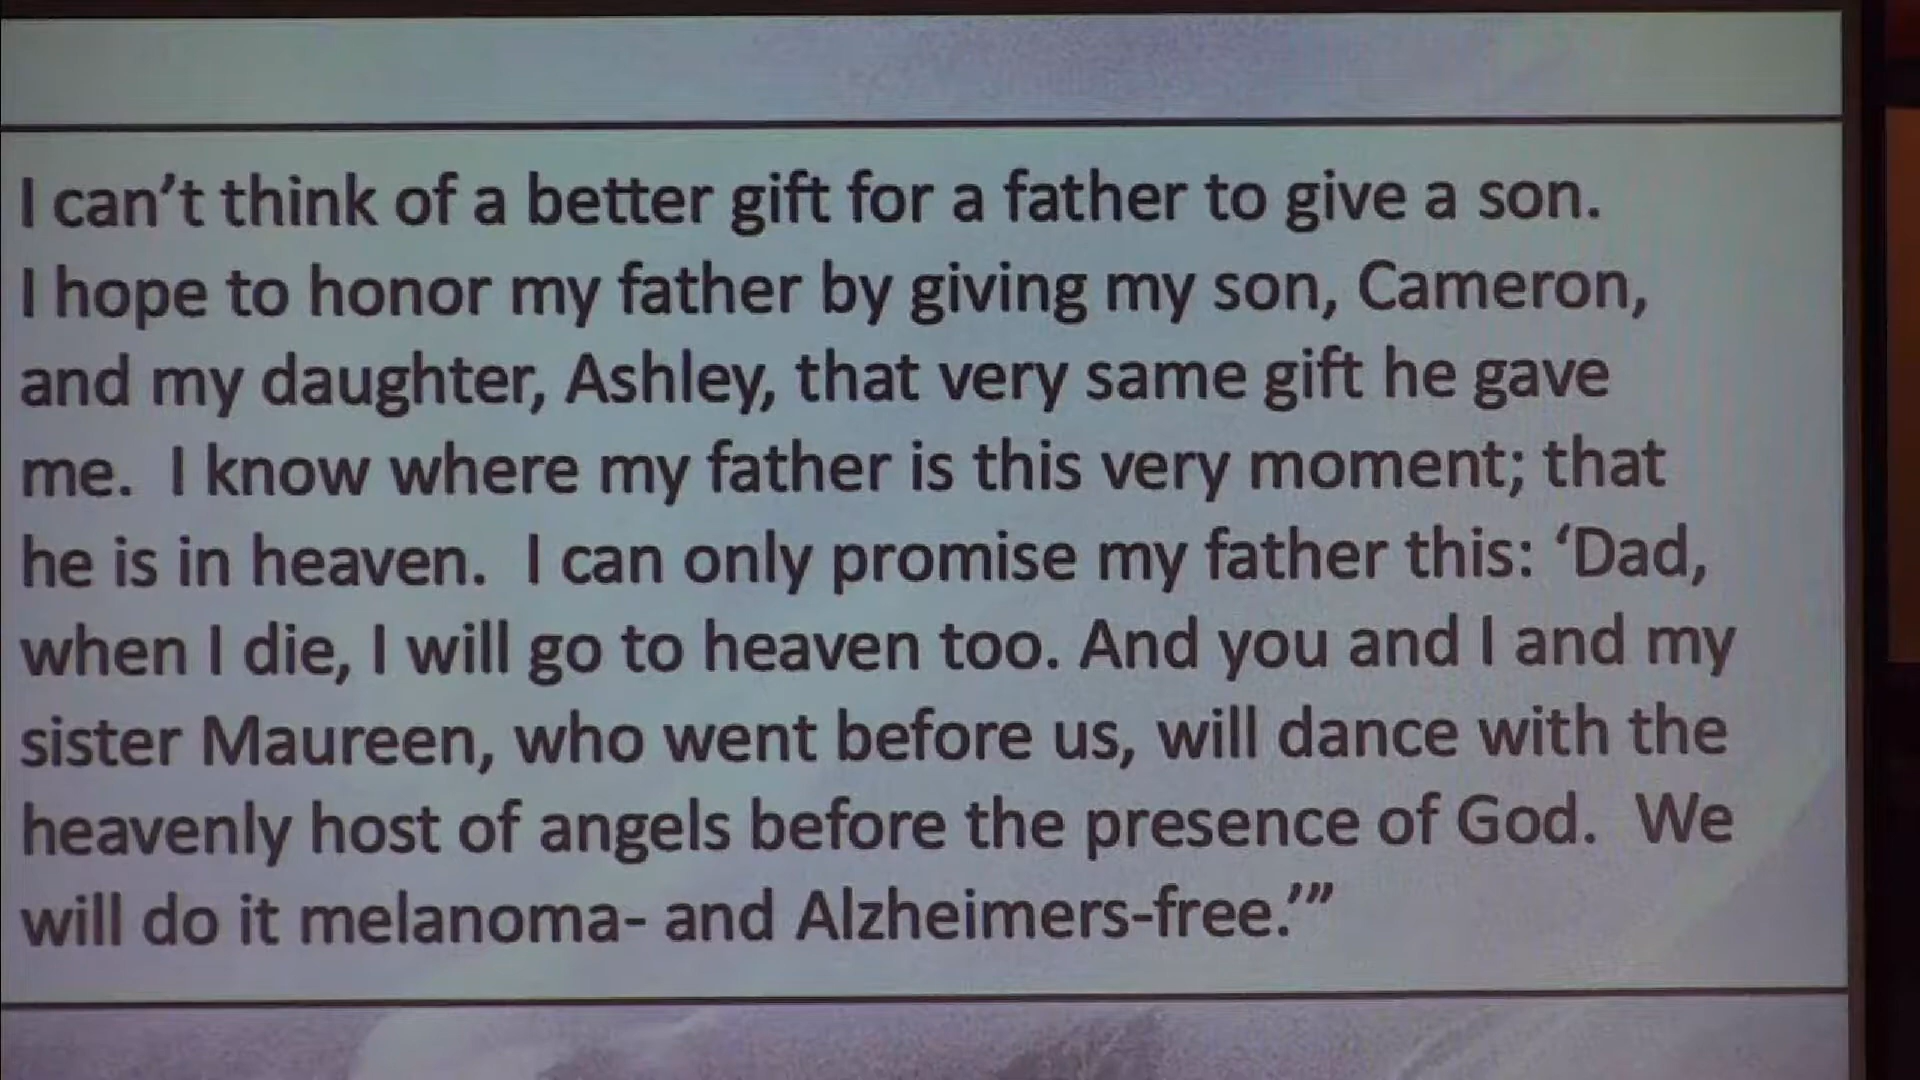 I can’t think of a better gift for a father to give a son.
I hope to honor my father by giving my son, Cameron,
and my daughter, Ashley, that very same gift he gave
me.  I know where my father is this very moment; that
he is in heaven.  I can only promise my father this: ‘Dad,
when I die, I will go to heaven too. And you and I and my
sister Maureen, who went before us, will dance with the
heavenly host of angels before the presence of God.  We
will do it melanoma- and Alzheimers-free.’”